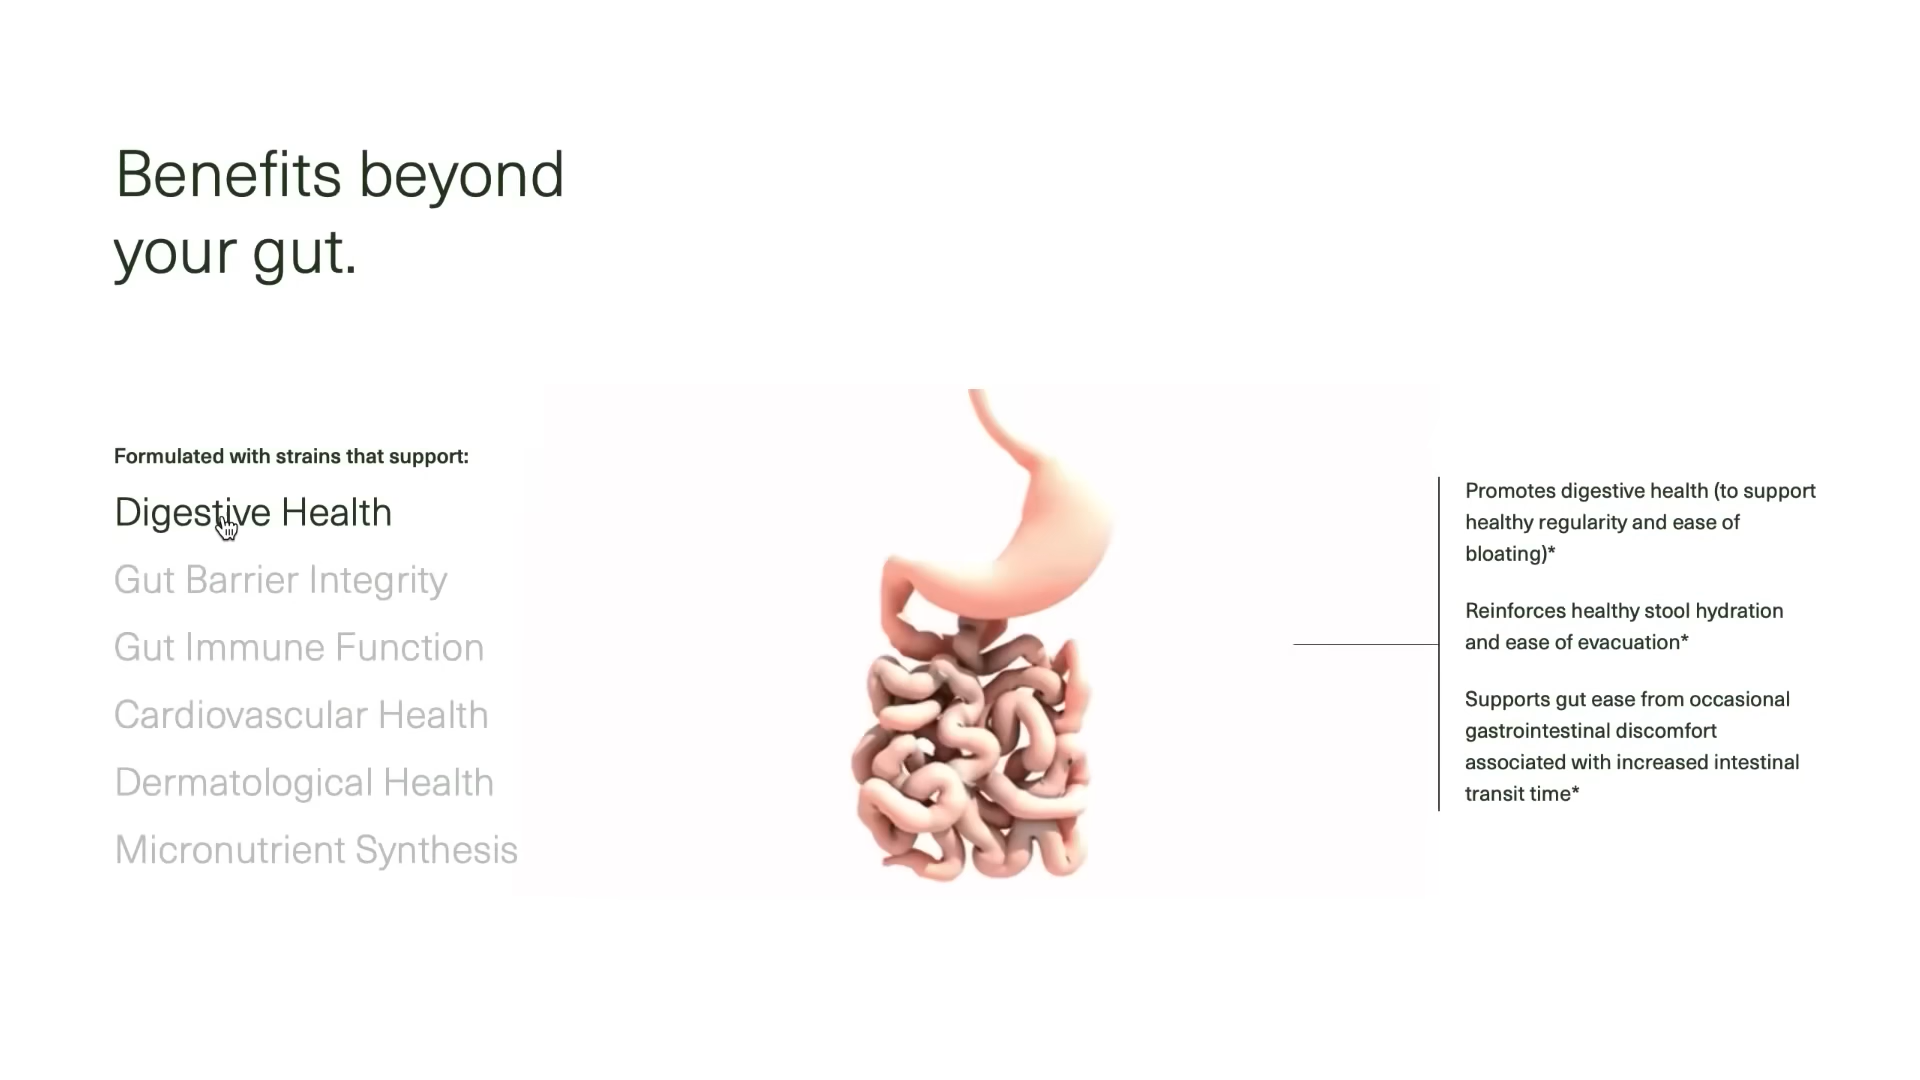 Benefits beyond
your gut.
Formulated with strains that support:
Digestive Health
Gut Barrier Integrity
Gut Immune Function
Cardiovascular Health
Dermatological Health
Micronutrient Synthesis
Promotes digestive health (to support
healthy regularity and ease of
bloating)*
Reinforces healthy stool hydration
and ease of evacuation*
Supports gut ease from occasional
gastrointestinal discomfort
associated with increased intestinal
transit time*